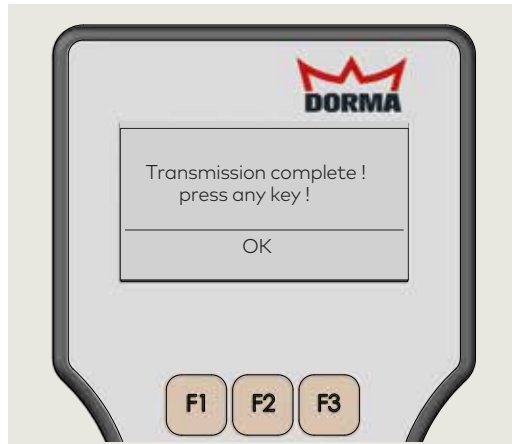 DORMA
Transmission complete !
press any key !
OK
F1 F2 F3